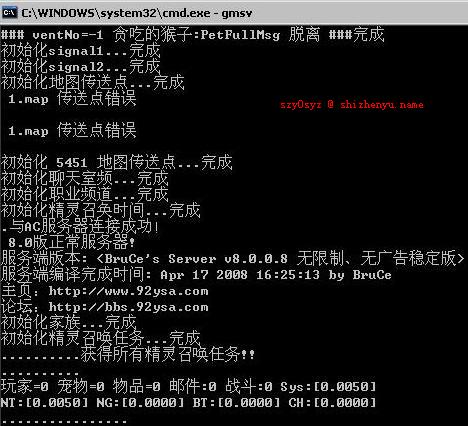 C:\WINDOWS\system32\cmd.exe - gmsv
### ventNo=-1 贪吃的猴子:PetFullMsg 脱离 ###完成
初始化signal1...完成
初始化signal2...完成
初始化地图传送点...完成
1.map 传送点错误
szy0syz @ shizhenyu.name
1.map 传送点错误
初始化 5451 地图传送点...完成
初始化聊天室频...完成
初始化职业频道...完成
初始化精灵召奂时间...完成
.与AC服务器连接成功!
8.0版正常服务器!
服务端版本: <BruCe's Server v8.0.0.8 无限制、无广告稳定版>
服务端编译完成时间: Apr 17 2008 16:25:13 by BruCe
主页: http://www.92ysa.com
论坛: http://bbs.92ysa.com
初始化家族...完成
初始化精灵召唤任务...完成
..........获得所有精灵召唤任务!!
..........
玩家=0 宠物=0 物品=0 邮件:0 战斗:0 Sys:[0.0050]
NT:[0.0050] NG:[0.0000] BT:[0.0000] CH:[0.0000]
................